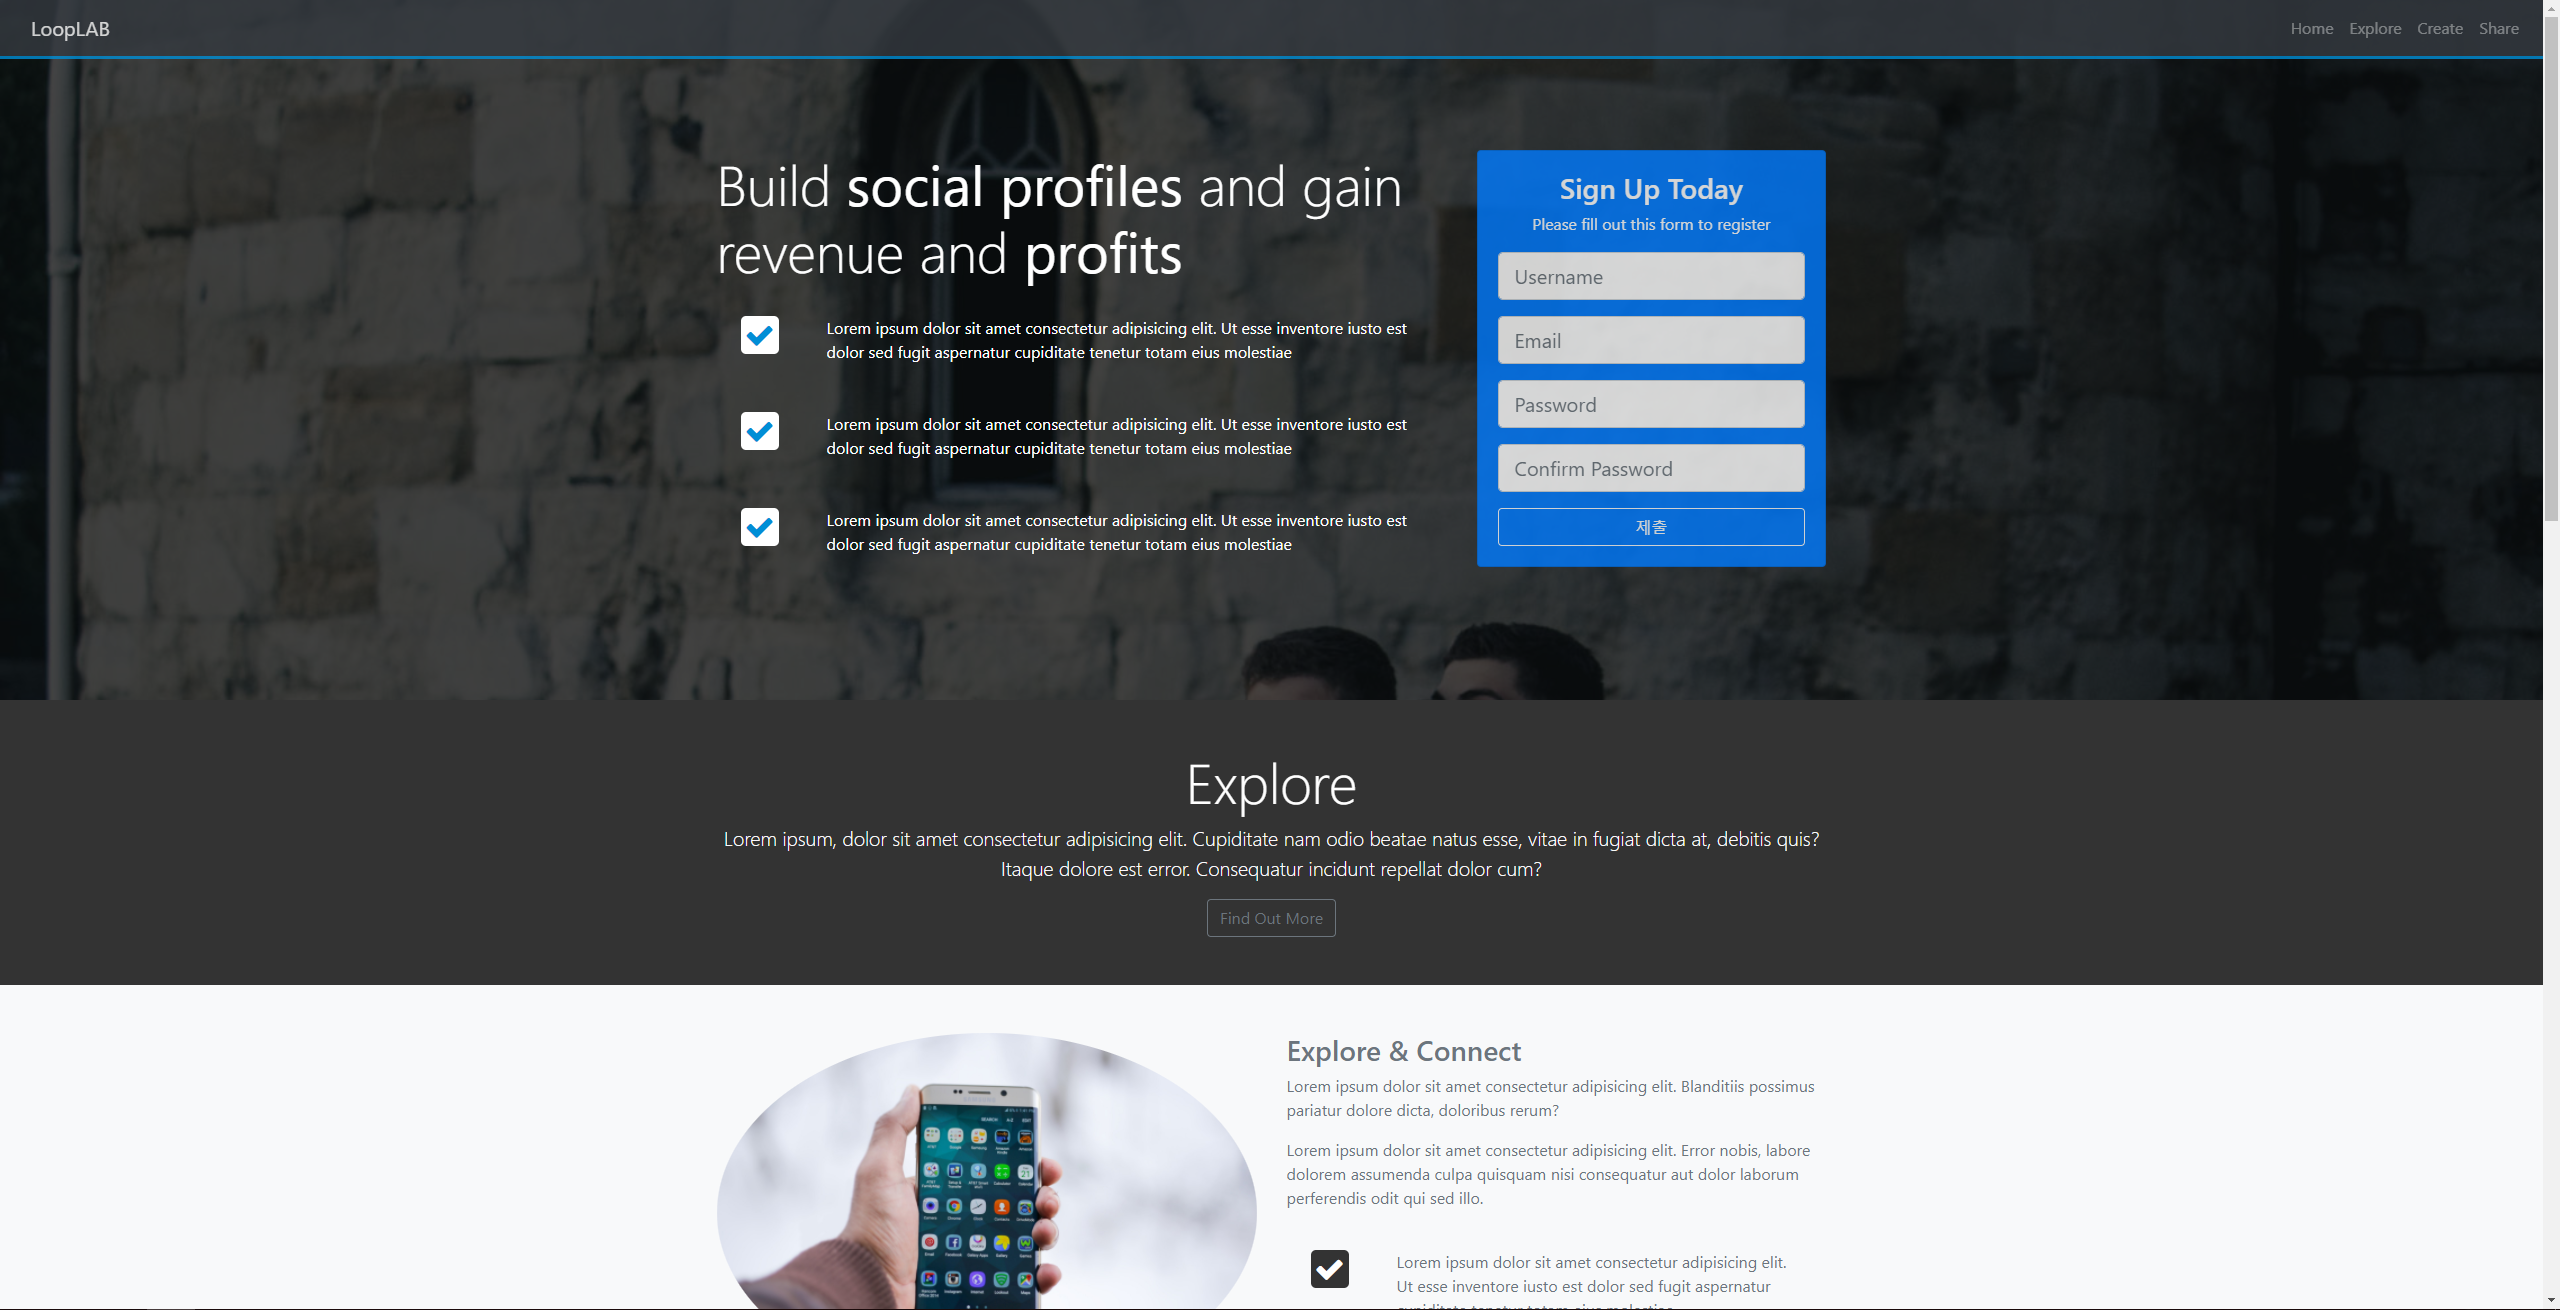 LoopLAB
Home Explore Create Share
Build social profiles and gain
revenue and profits
Lorem ipsum dolor sit amet consectetur adipisicing elit. Ut esse inventore iusto est
dolor sed fugit aspernatur cupiditate tenetur totam eius molestiae
Lorem ipsum dolor sit amet consectetur adipisicing elit. Ut esse inventore iusto est
dolor sed fugit aspernatur cupiditate tenetur totam eius molestiae
Lorem ipsum dolor sit amet consectetur adipisicing elit. Ut esse inventore iusto est
dolor sed fugit aspernatur cupiditate tenetur totam eius molestiae
Sign Up Today
Please fill out this form to register
Username
Email
Password
Confirm Password
제출
Explore
Lorem ipsum, dolor sit amet consectetur adipisicing elit. Cupiditate nam odio beatae natus esse, vitae in fugiat dicta at, debitis quis?
Itaque dolore est error. Consequatur incidunt repellat dolor cum?
Find Out More
Explore & Connect
Lorem ipsum dolor sit amet consectetur adipisicing elit. Blanditiis possimus
pariatur dolore dicta, doloribus rerum?
Lorem ipsum dolor sit amet consectetur adipisicing elit. Error nobis, labore
dolorem assumenda culpa quisquam nisi consequatur aut dolor laborum
perferendis odit qui sed illo.
Lorem ipsum dolor sit amet consectetur adipisicing elit.
Ut esse inventore iusto est dolor sed fugit aspernatur